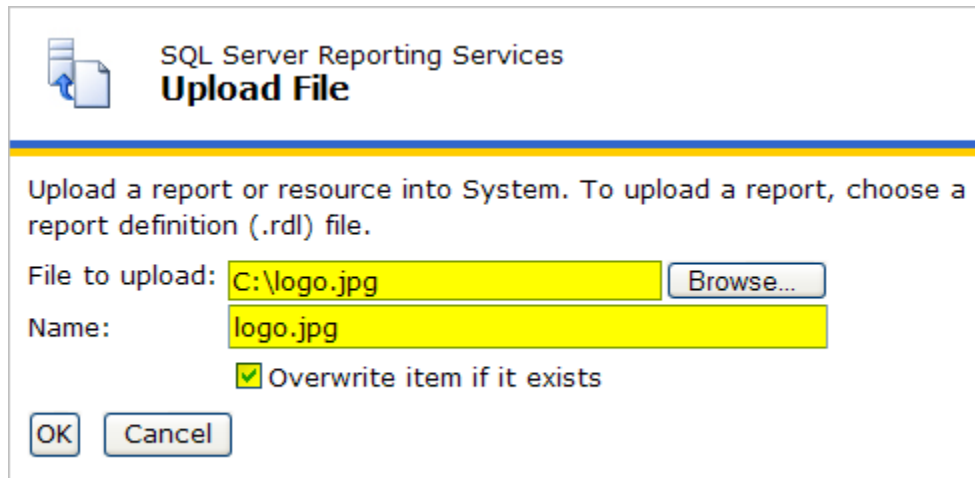 SQL Server Reporting Services
Upload File
Upload a report or resource into System. To upload a report, choose a
report definition (.rdl) file.
File to upload: C:\logo.jpg Browse...
Name: logo.jpg
Overwrite item if it exists
OK Cancel